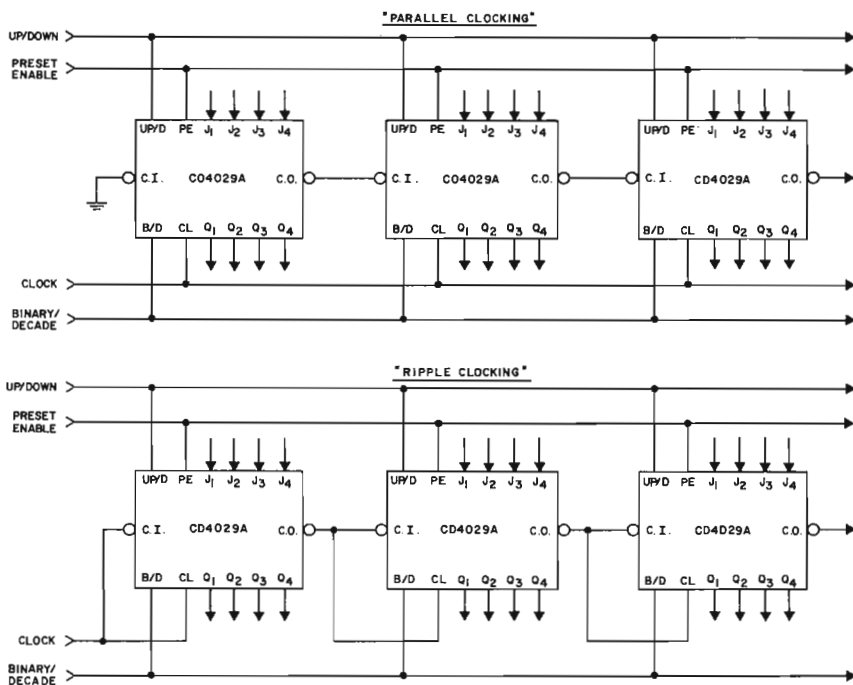 "PARALLEL CLOCKING"
UP/DOWN
PRESET
ENABLE
UP/D PE J1 J2 J3 J4
UP/D PE J1 J2 J3 J4
UP/D PE J1 J2 J3 J4
C.I. CO4029A C.O.
C.I. CO4029A C.O.
C.I. CD4029A C.O.
B/D CL Q1 Q2 Q3 Q4
B/D CL Q1 Q2 Q3 Q4
B/D CL Q1 Q2 Q3 Q4
CLOCK
BINARY/
DECADE
"RIPPLE CLOCKING"
UP/DOWN
PRESET
ENABLE
UP/D PE J1 J2 J3 J4
UP/D PE J1 J2 J3 J4
UP/D PE J1 J2 J3 J4
C.I. CD4029A C.O.
C.I. CD4029A C.O.
C.I. CD4D29A C.O.
B/D CL Q1 Q2 Q3 Q4
B/D CL Q1 Q2 Q3 Q4
B/D CL Q1 Q2 Q3 Q4
CLOCK
BINARY/
DECADE